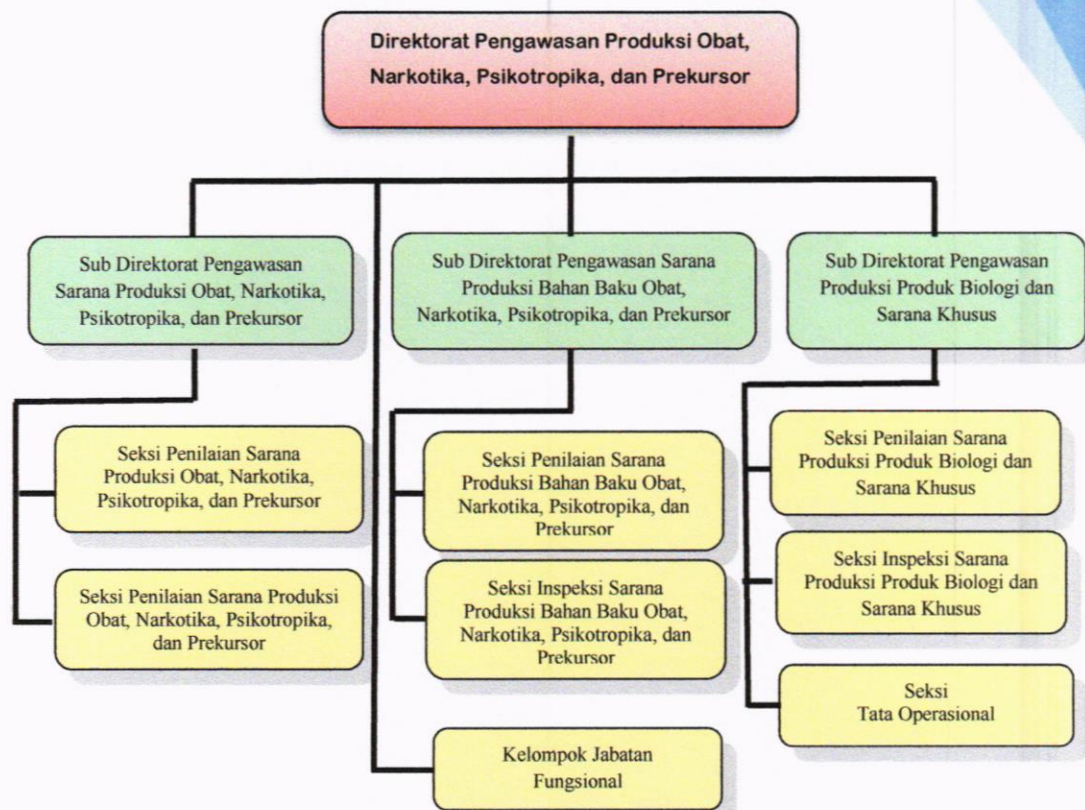 Direktorat Pengawasan Produksi Obat,
Narkotika, Psikotropika, dan Prekursor
Sub Direktorat Pengawasan
Sarana Produksi Obat, Narkotika,
Psikotropika, dan Prekursor
Sub Direktorat Pengawasan Sarana
Produksi Bahan Baku Obat,
Narkotika, Psikotropika, dan Prekursor
Sub Direktorat Pengawasan
Produksi Produk Biologi dan
Sarana Khusus
Seksi Penilaian Sarana
Produksi Obat, Narkotika,
Psikotropika, dan Prekursor
Seksi Penilaian Sarana
Produksi Bahan Baku Obat,
Narkotika, Psikotropika, dan
Prekursor
Seksi Penilaian Sarana
Produksi Produk Biologi dan
Sarana Khusus
Seksi Penilaian Sarana Produksi
Obat, Narkotika, Psikotropika,
dan Prekursor
Seksi Inspeksi Sarana
Produksi Bahan Baku Obat,
Narkotika, Psikotropika, dan
Prekursor
Seksi Inspeksi Sarana
Produksi Produk Biologi dan
Sarana Khusus
Seksi
Tata Operasional
Kelompok Jabatan
Fungsional